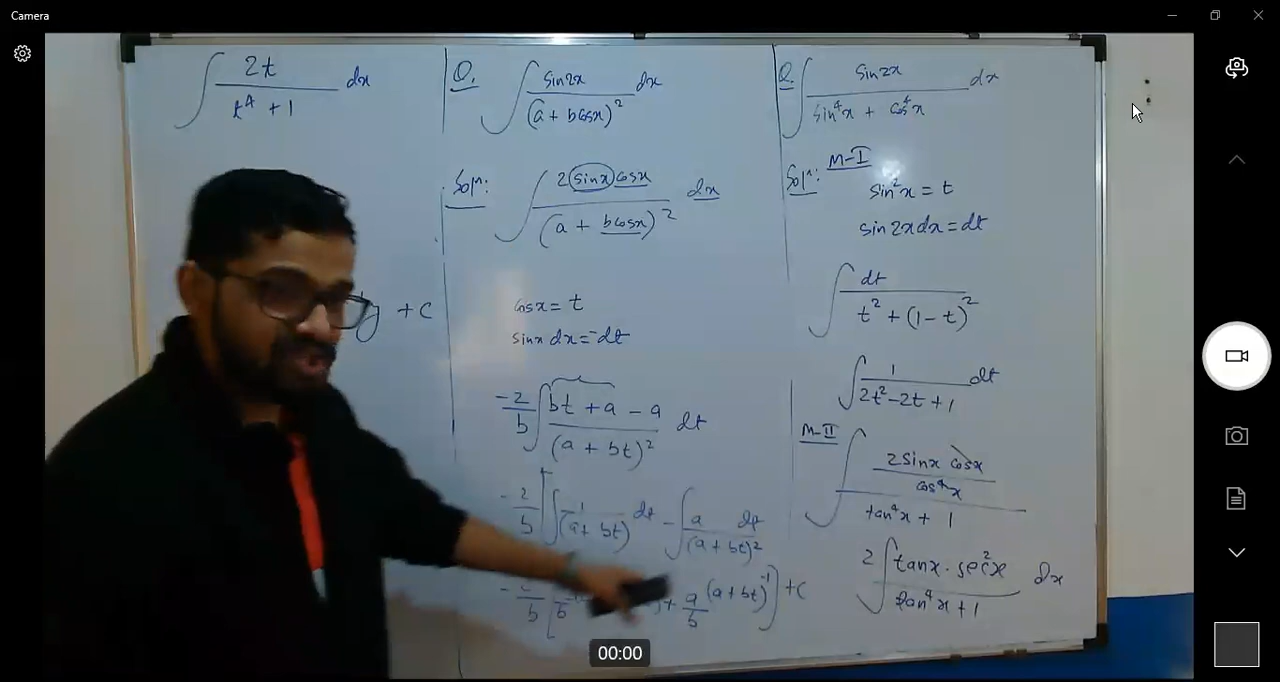 Camera
∫ 2t / (t⁴ + 1) dx
+ c
Q. ∫ sin2x / (a + bcosx)² dx
Solⁿ: ∫ 2 sinx cosx / (a + bcosx)² dx
cosx = t
sinx dx = -dt
-2/b ∫ (bt + a - a) / (a + bt)² dt
-2/b [∫ 1 / (a + bt) dt - ∫ a dt / (a + bt)²
+ a/b (a + bt)⁻¹] + c
Q. ∫ sin2x / (sin⁴x + cos⁴x) dx
Solⁿ: M-I
sin²x = t
sin2x dx = dt
∫ dt / (t² + (1-t)²)
∫ 1 / (2t² - 2t + 1) dt
M-II ∫ (2sinx cosx / cos⁴x) / (tan⁴x + 1)
2 ∫ tanx · sec²x / (tan⁴x + 1) dx
00:00